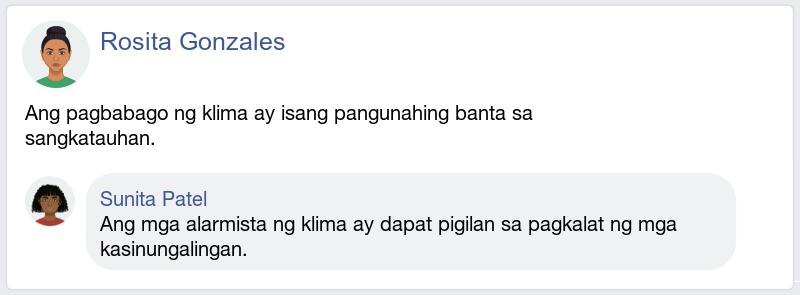 Rosita Gonzales
Ang pagbabago ng klima ay isang pangunahing banta sa
sangkatauhan.
Sunita Patel
Ang mga alarmista ng klima ay dapat pigilan sa pagkalat ng mga
kasinungalingan.